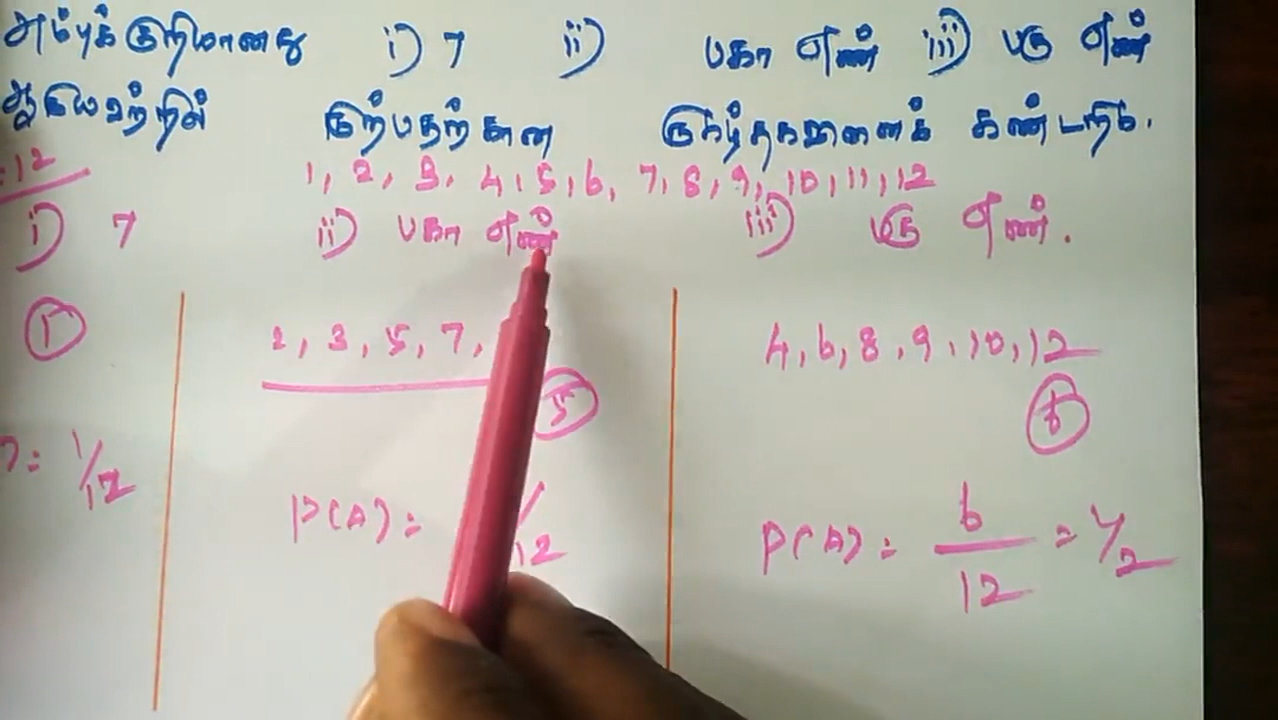 அம்புக்குறியானது i) 7 ii) பகா எண் iii) பகு எண்
ஆகியவற்றில் நிற்பதற்கான நிகழ்தகவினைக் கண்டறிக.
=12
1, 2, 3, 4, 5, 6, 7, 8, 9, 10, 11, 12
i) 7 ii) பகா எண் iii) பகு எண்.
1
2, 3, 5, 7,
5
4, 6, 8, 9, 10, 12
6
= 1/12
P(A) = /12
P(A) = 6/12 = 1/2